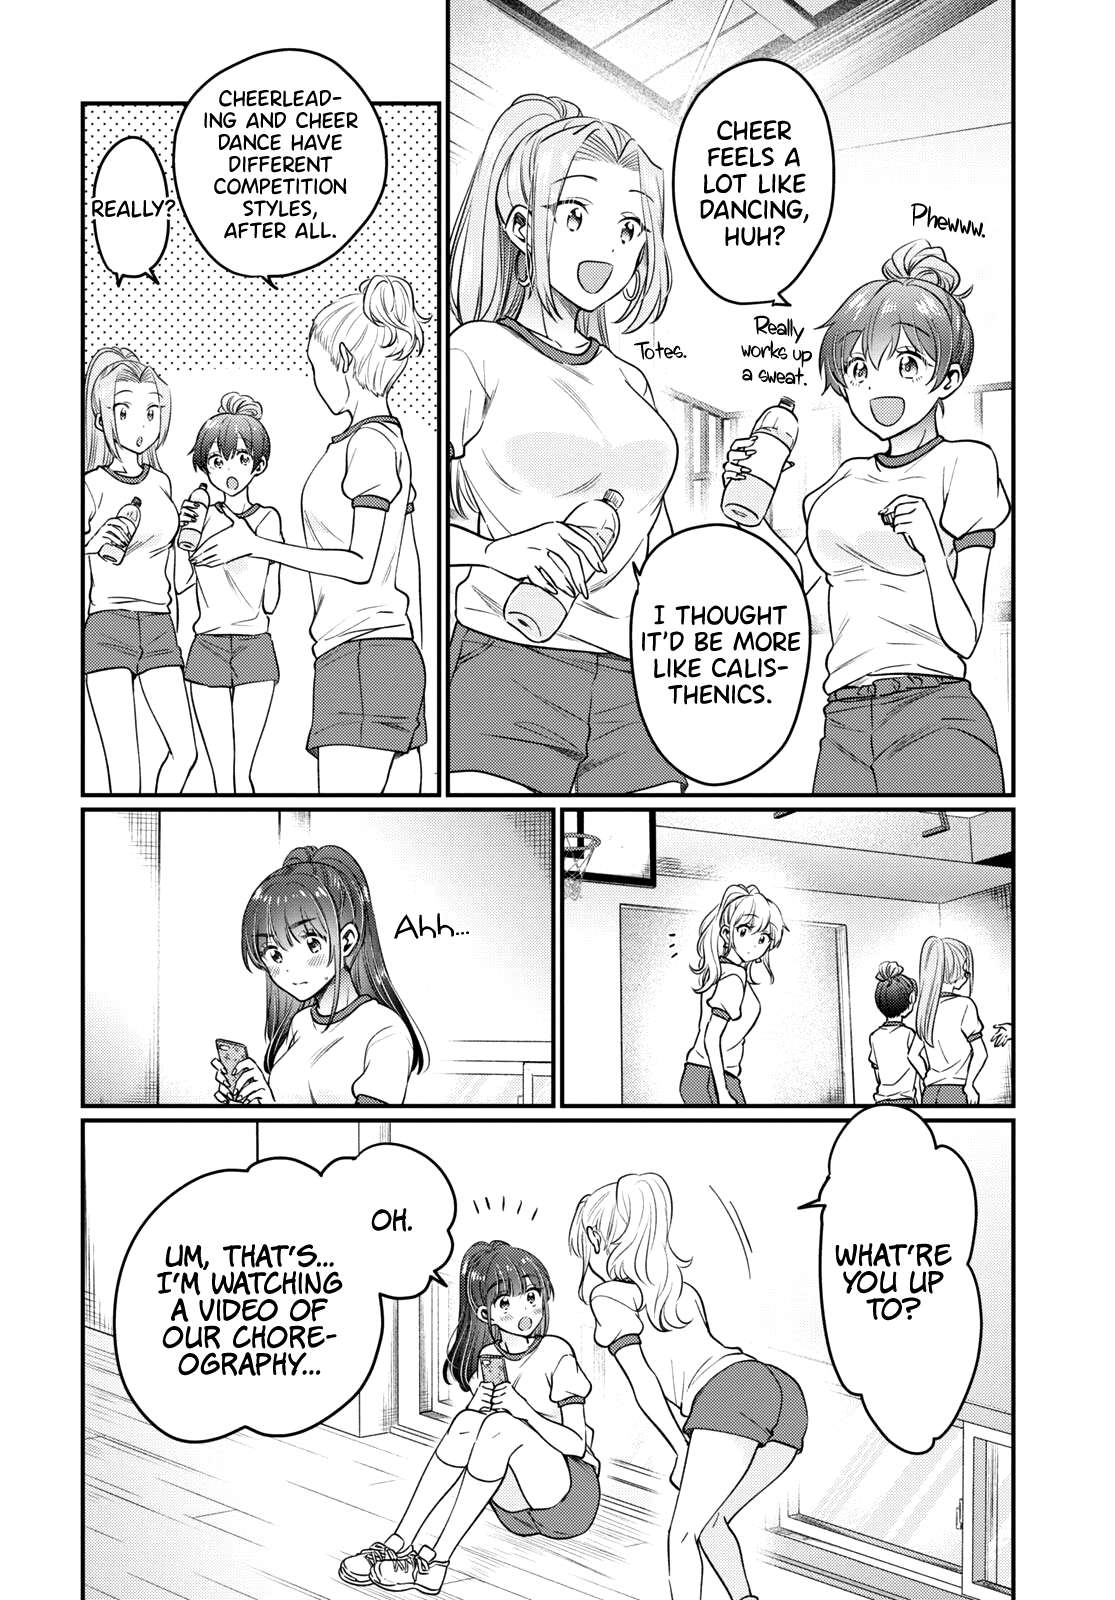 CHEER
FEELS A
LOT LIKE
DANCING,
HUH?
Phewww.
Really
works up
a sweat.
Totes.
I THOUGHT
IT'D BE MORE
LIKE CALIS-
THENICS.
CHEERLEAD-
ING AND CHEER
DANCE HAVE
DIFFERENT
COMPETITION
STYLES,
AFTER ALL.
REALLY?
Ahh...
WHAT'RE
YOU UP
TO?
OH.
UM, THAT'S...
I'M WATCHING
A VIDEO OF
OUR CHORE-
OGRAPHY...